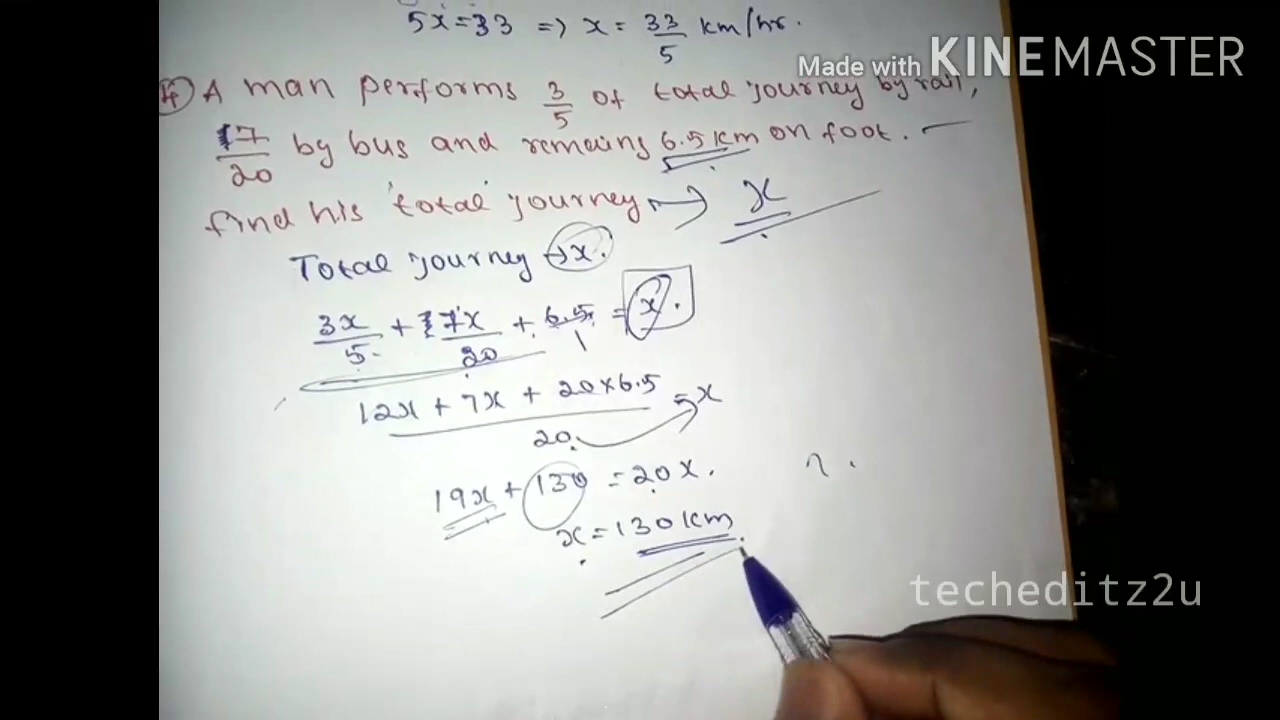 5x=33 => x = 33/5 km/hr.
Made with KINEMASTER
4) A man performs 3/5 of total journey by rail,
7/20 by bus and remaing 6.5 km on foot.
find his 'total' journey → x
Total journey → x.
3x/5 + 7x/20 + 6.5/1 = x.
12x + 7x + 20×6.5 / 20 = x
19x + 130 = 20x.
x = 130 km
techeditz2u